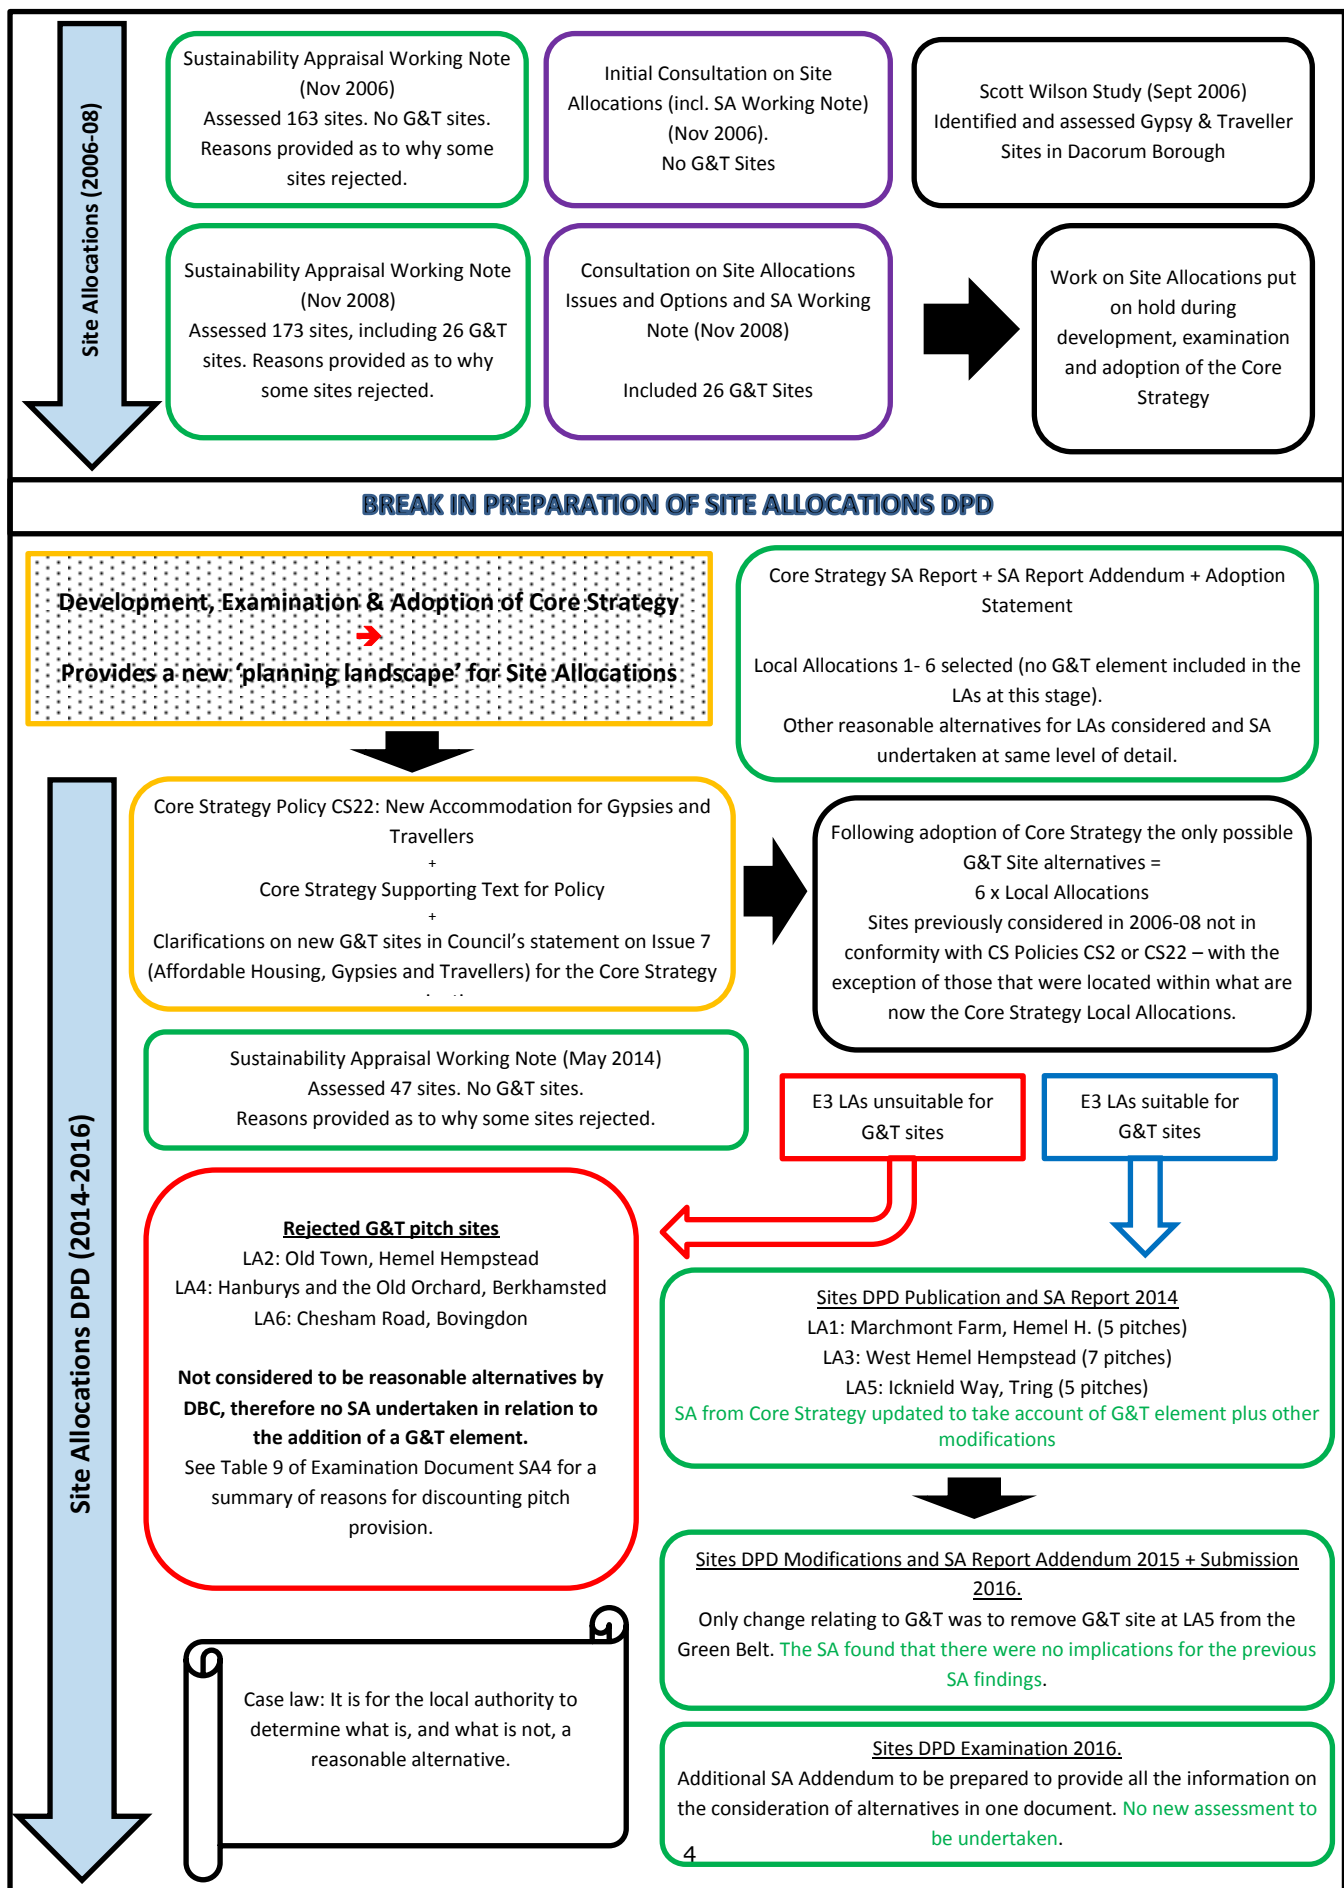 Site Allocations (2006-08)
Sustainability Appraisal Working Note
(Nov 2006)
Assessed 163 sites. No G&T sites.
Reasons provided as to why some
sites rejected.
Initial Consultation on Site
Allocations (incl. SA Working Note)
(Nov 2006).
No G&T Sites
Scott Wilson Study (Sept 2006)
Identified and assessed Gypsy & Traveller
Sites in Dacorum Borough
Sustainability Appraisal Working Note
(Nov 2008)
Assessed 173 sites, including 26 G&T
sites. Reasons provided as to why
some sites rejected.
Consultation on Site Allocations
Issues and Options and SA Working
Note (Nov 2008)
Included 26 G&T Sites
Work on Site Allocations put
on hold during
development, examination
and adoption of the Core
Strategy
BREAK IN PREPARATION OF SITE ALLOCATIONS DPD
Development, Examination & Adoption of Core Strategy
➔
Provides a new 'planning landscape' for Site Allocations
Core Strategy SA Report + SA Report Addendum + Adoption
Statement
Local Allocations 1- 6 selected (no G&T element included in the
LAs at this stage).
Other reasonable alternatives for LAs considered and SA
undertaken at same level of detail.
Site Allocations DPD (2014-2016)
Core Strategy Policy CS22: New Accommodation for Gypsies and
Travellers
+
Core Strategy Supporting Text for Policy
+
Clarifications on new G&T sites in Council's statement on Issue 7
(Affordable Housing, Gypsies and Travellers) for the Core Strategy
Following adoption of Core Strategy the only possible
G&T Site alternatives =
6 x Local Allocations
Sites previously considered in 2006-08 not in
conformity with CS Policies CS2 or CS22 – with the
exception of those that were located within what are
now the Core Strategy Local Allocations.
Sustainability Appraisal Working Note (May 2014)
Assessed 47 sites. No G&T sites.
Reasons provided as to why some sites rejected.
E3 LAs unsuitable for
G&T sites
E3 LAs suitable for
G&T sites
Rejected G&T pitch sites
LA2: Old Town, Hemel Hempstead
LA4: Hanburys and the Old Orchard, Berkhamsted
LA6: Chesham Road, Bovingdon
Not considered to be reasonable alternatives by
DBC, therefore no SA undertaken in relation to
the addition of a G&T element.
See Table 9 of Examination Document SA4 for a
summary of reasons for discounting pitch
provision.
Sites DPD Publication and SA Report 2014
LA1: Marchmont Farm, Hemel H. (5 pitches)
LA3: West Hemel Hempstead (7 pitches)
LA5: Icknield Way, Tring (5 pitches)
SA from Core Strategy updated to take account of G&T element plus other
modifications
Sites DPD Modifications and SA Report Addendum 2015 + Submission
2016.
Only change relating to G&T was to remove G&T site at LA5 from the
Green Belt. The SA found that there were no implications for the previous
SA findings.
Case law: It is for the local authority to
determine what is, and what is not, a
reasonable alternative.
Sites DPD Examination 2016.
Additional SA Addendum to be prepared to provide all the information on
the consideration of alternatives in one document. No new assessment to
be undertaken.
4